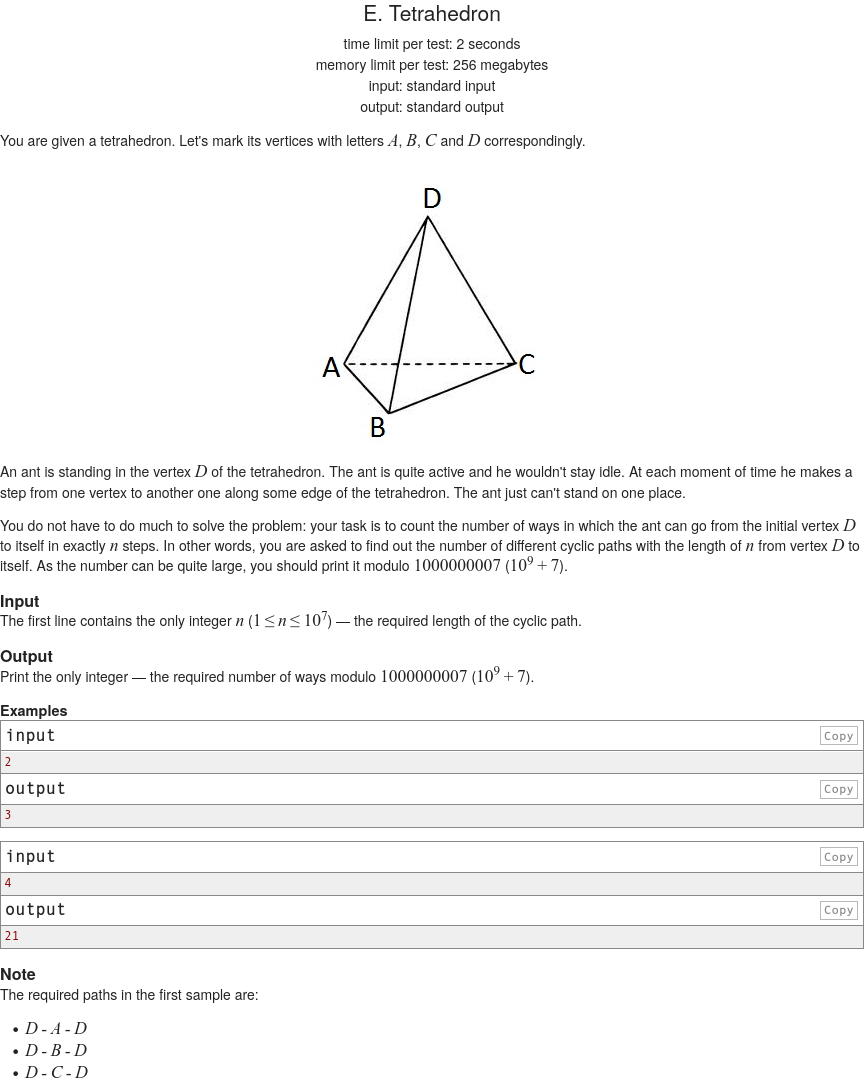 E. Tetrahedron
time limit per test: 2 seconds
memory limit per test: 256 megabytes
input: standard input
output: standard output
You are given a tetrahedron. Let's mark its vertices with letters A, B, C and D correspondingly.
D
A
C
B
An ant is standing in the vertex D of the tetrahedron. The ant is quite active and he wouldn't stay idle. At each moment of time he makes a
step from one vertex to another one along some edge of the tetrahedron. The ant just can't stand on one place.
You do not have to do much to solve the problem: your task is to count the number of ways in which the ant can go from the initial vertex D
to itself in exactly n steps. In other words, you are asked to find out the number of different cyclic paths with the length of n from vertex D to
itself. As the number can be quite large, you should print it modulo 1000000007 (10⁹ + 7).
Input
The first line contains the only integer n (1 ≤ n ≤ 10⁷) — the required length of the cyclic path.
Output
Print the only integer — the required number of ways modulo 1000000007 (10⁹ + 7).
Examples
input Copy
2
output Copy
3
input Copy
4
output Copy
21
Note
The required paths in the first sample are:
• D - A - D
• D - B - D
• D - C - D